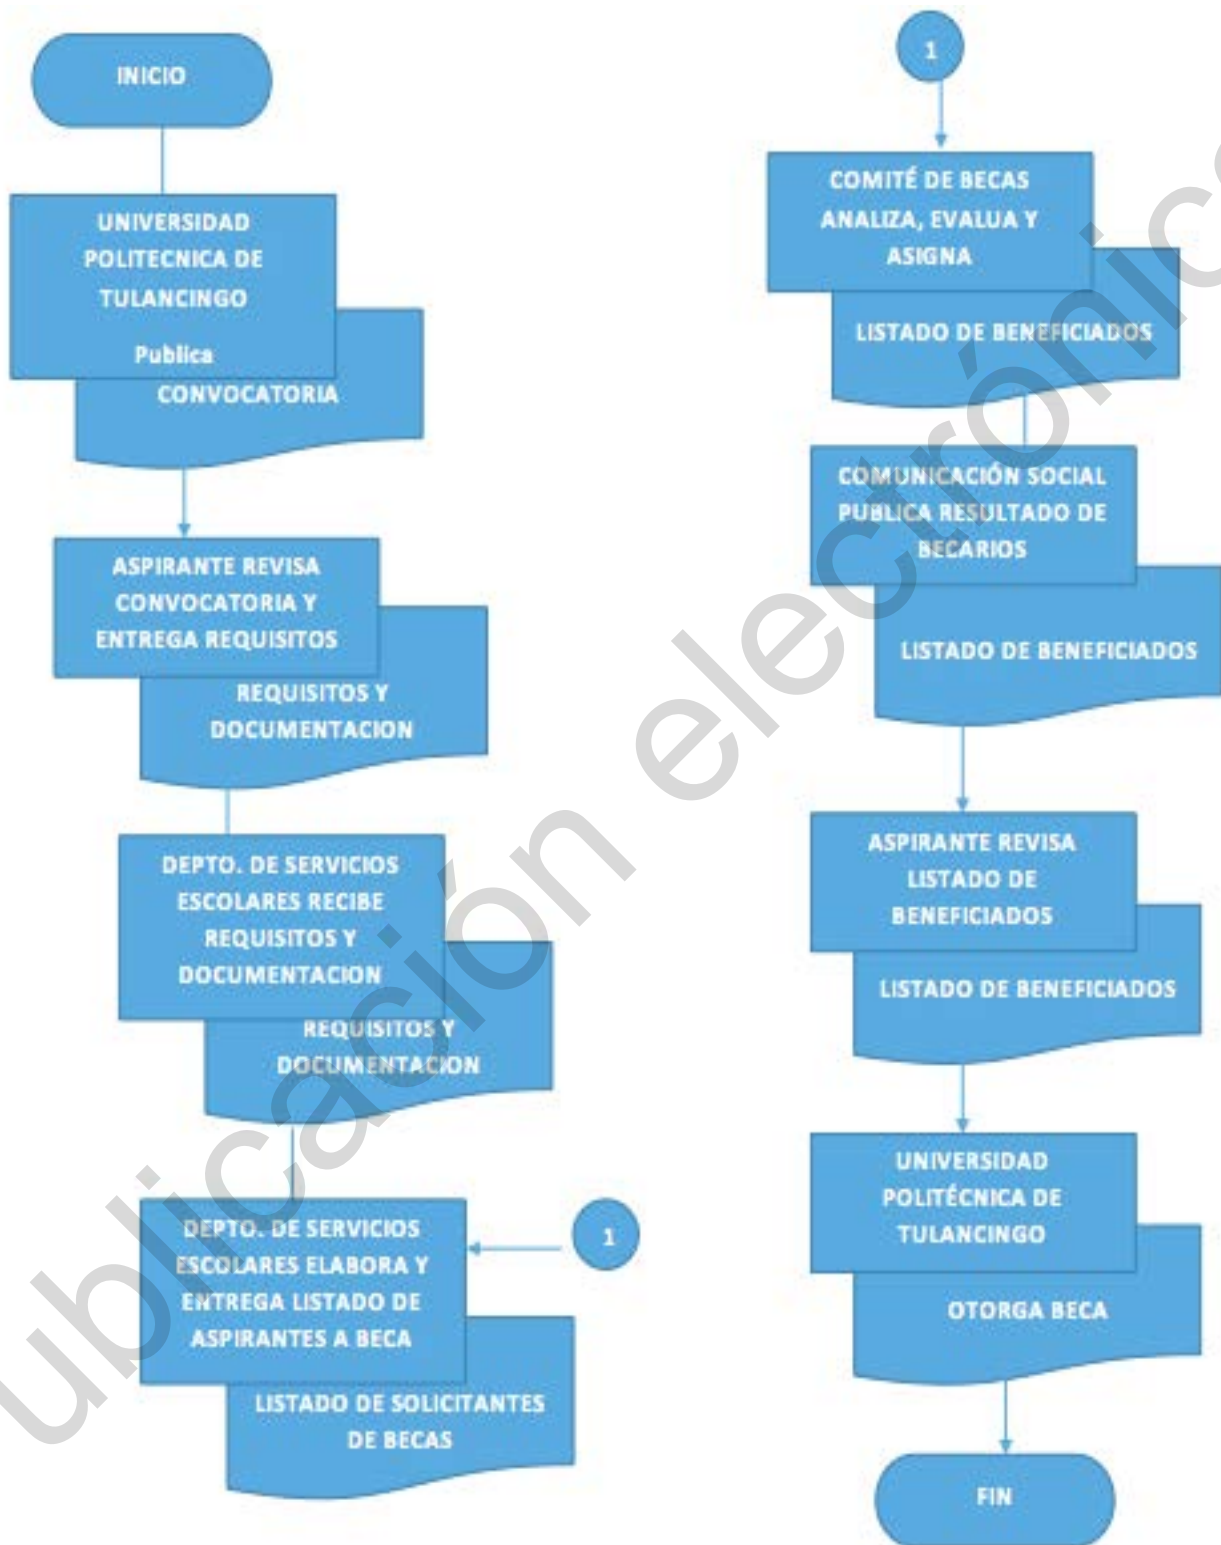 INICIO
UNIVERSIDAD
POLITECNICA DE
TULANCINGO
Publica
CONVOCATORIA
ASPIRANTE REVISA
CONVOCATORIA Y
ENTREGA REQUISITOS
REQUISITOS Y
DOCUMENTACION
DEPTO. DE SERVICIOS
ESCOLARES RECIBE
REQUISITOS Y
DOCUMENTACION
REQUISITOS Y
DOCUMENTACION
DEPTO. DE SERVICIOS
ESCOLARES ELABORA Y
ENTREGA LISTADO DE
ASPIRANTES A BECA
1
LISTADO DE SOLICITANTES
DE BECAS
1
COMITÉ DE BECAS
ANALIZA, EVALUA Y
ASIGNA
LISTADO DE BENEFICIADOS
COMUNICACIÓN SOCIAL
PUBLICA RESULTADO DE
BECARIOS
LISTADO DE BENEFICIADOS
ASPIRANTE REVISA
LISTADO DE
BENEFICIADOS
LISTADO DE BENEFICIADOS
UNIVERSIDAD
POLITÉCNICA DE
TULANCINGO
OTORGA BECA
FIN
ublicación electrónic